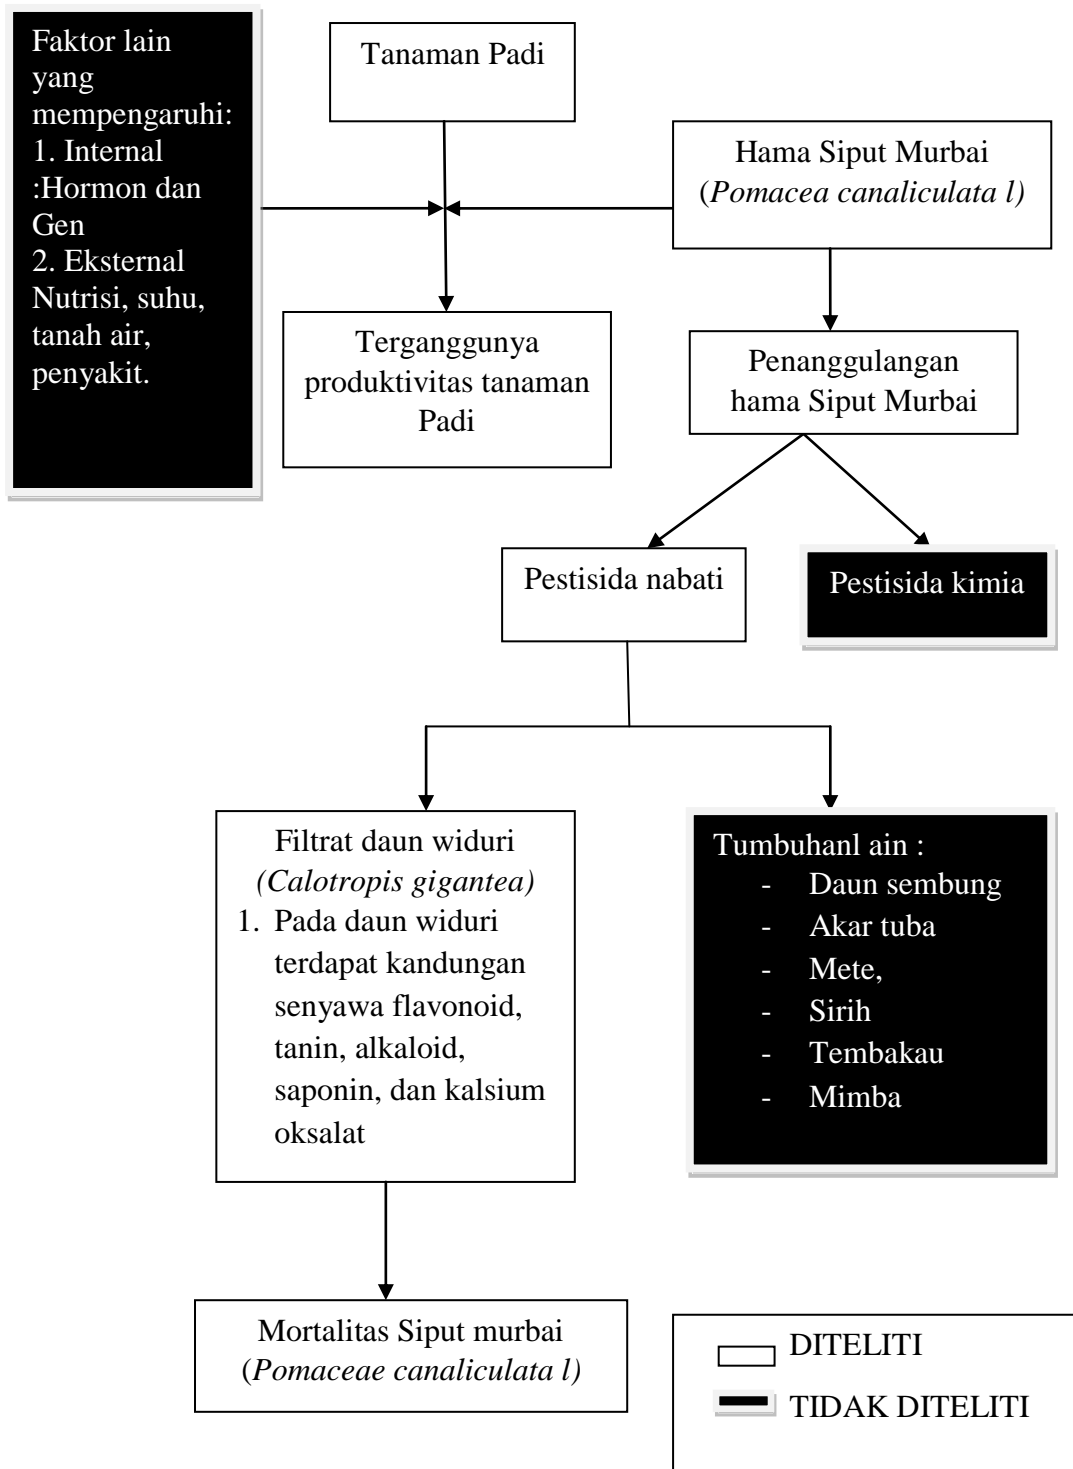 Faktor lain
yang
mempengaruhi:
1. Internal
:Hormon dan
Gen
2. Eksternal
Nutrisi, suhu,
tanah air,
penyakit.
Tanaman Padi
Hama Siput Murbai
(Pomacea canaliculata l)
Terganggunya
produktivitas tanaman
Padi
Penanggulangan
hama Siput Murbai
Pestisida nabati
Pestisida kimia
Filtrat daun widuri
(Calotropis gigantea)
1. Pada daun widuri
terdapat kandungan
senyawa flavonoid,
tanin, alkaloid,
saponin, dan kalsium
oksalat
Tumbuhanl ain :
- Daun sembung
- Akar tuba
- Mete,
- Sirih
- Tembakau
- Mimba
Mortalitas Siput murbai
(Pomaceae canaliculata l)
DITELITI
TIDAK DITELITI